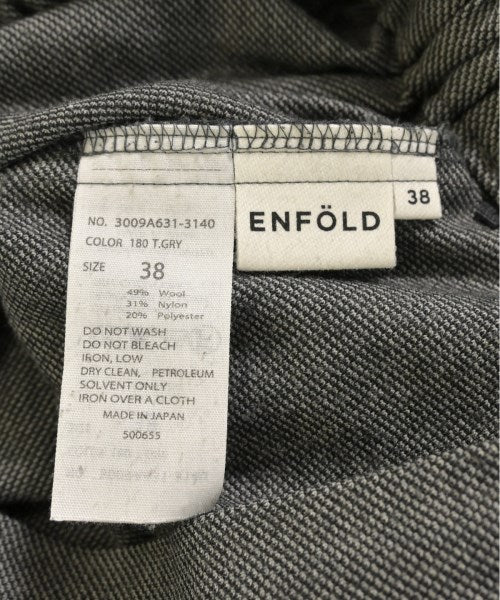 NO. 3009A631-3140
COLOR 180 T.GRY
SIZE 38
49% Wool
31% Nylon
20% Polyester
DO NOT WASH
DO NOT BLEACH
IRON, LOW
DRY CLEAN, PETROLEUM
SOLVENT ONLY
IRON OVER A CLOTH
MADE IN JAPAN
500655
ENFÖLD
38